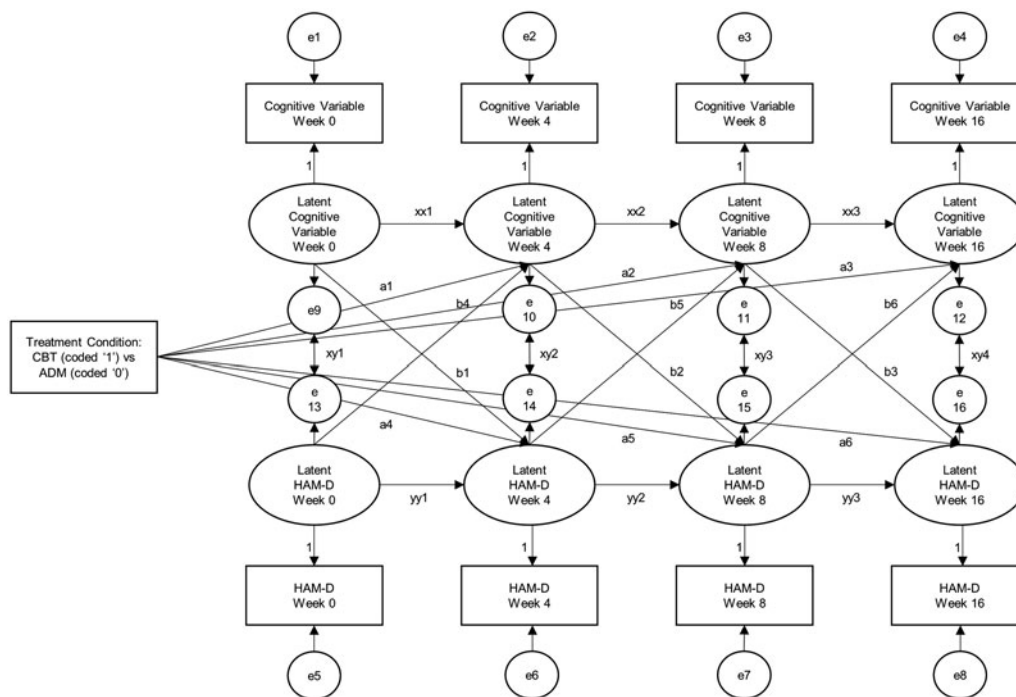 e1
e2
e3
e4
Cognitive Variable
Week 0
Cognitive Variable
Week 4
Cognitive Variable
Week 8
Cognitive Variable
Week 16
1
1
1
1
Latent
Cognitive
Variable
Week 0
xx1
Latent
Cognitive
Variable
Week 4
xx2
Latent
Cognitive
Variable
Week 8
xx3
Latent
Cognitive
Variable
Week 16
a1
b4
a2
b5
a3
b6
e9
e
10
e
11
e
12
Treatment Condition:
CBT (coded '1') vs
ADM (coded '0')
xy1
xy2
xy3
xy4
b1
b2
b3
e
13
e
14
e
15
e
16
a4
a5
a6
Latent
HAM-D
Week 0
yy1
Latent
HAM-D
Week 4
yy2
Latent
HAM-D
Week 8
yy3
Latent
HAM-D
Week 16
1
1
1
1
HAM-D
Week 0
HAM-D
Week 4
HAM-D
Week 8
HAM-D
Week 16
e5
e6
e7
e8